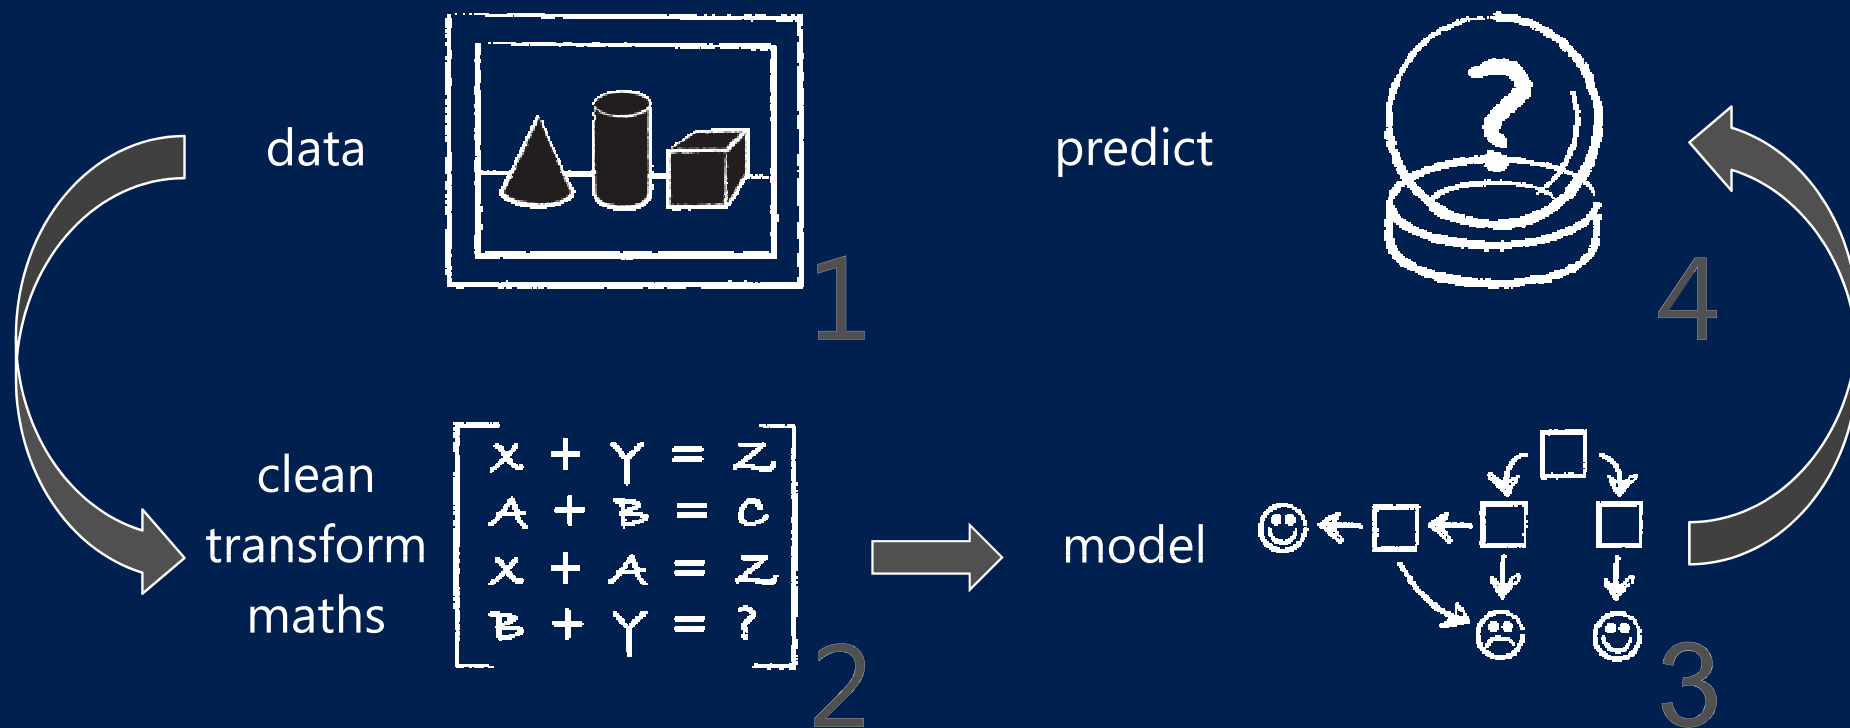 data
1
clean
transform
maths
X + Y = Z
A + B = C
X + A = Z
B + Y = ?
2
model
3
predict
?
4